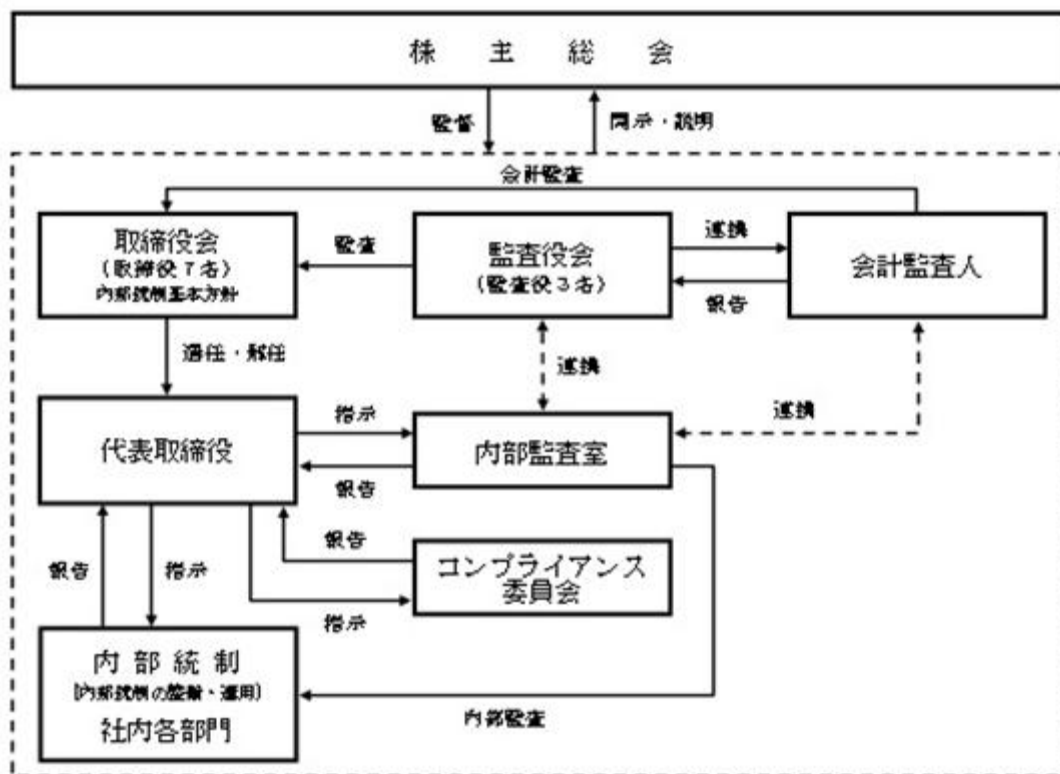 株主総会
監督
開示・説明
会計監査
取締役会
(取締役7名)
内部統制基本方針
監査
監査役会
(監査役3名)
連携
報告
会計監査人
選任・解任
連携
連携
代表取締役
指示
報告
内部監査室
報告
指示
報告
指示
コンプライアンス
委員会
内部統制
[内部統制の整備・運用]
社内各部門
内部監査